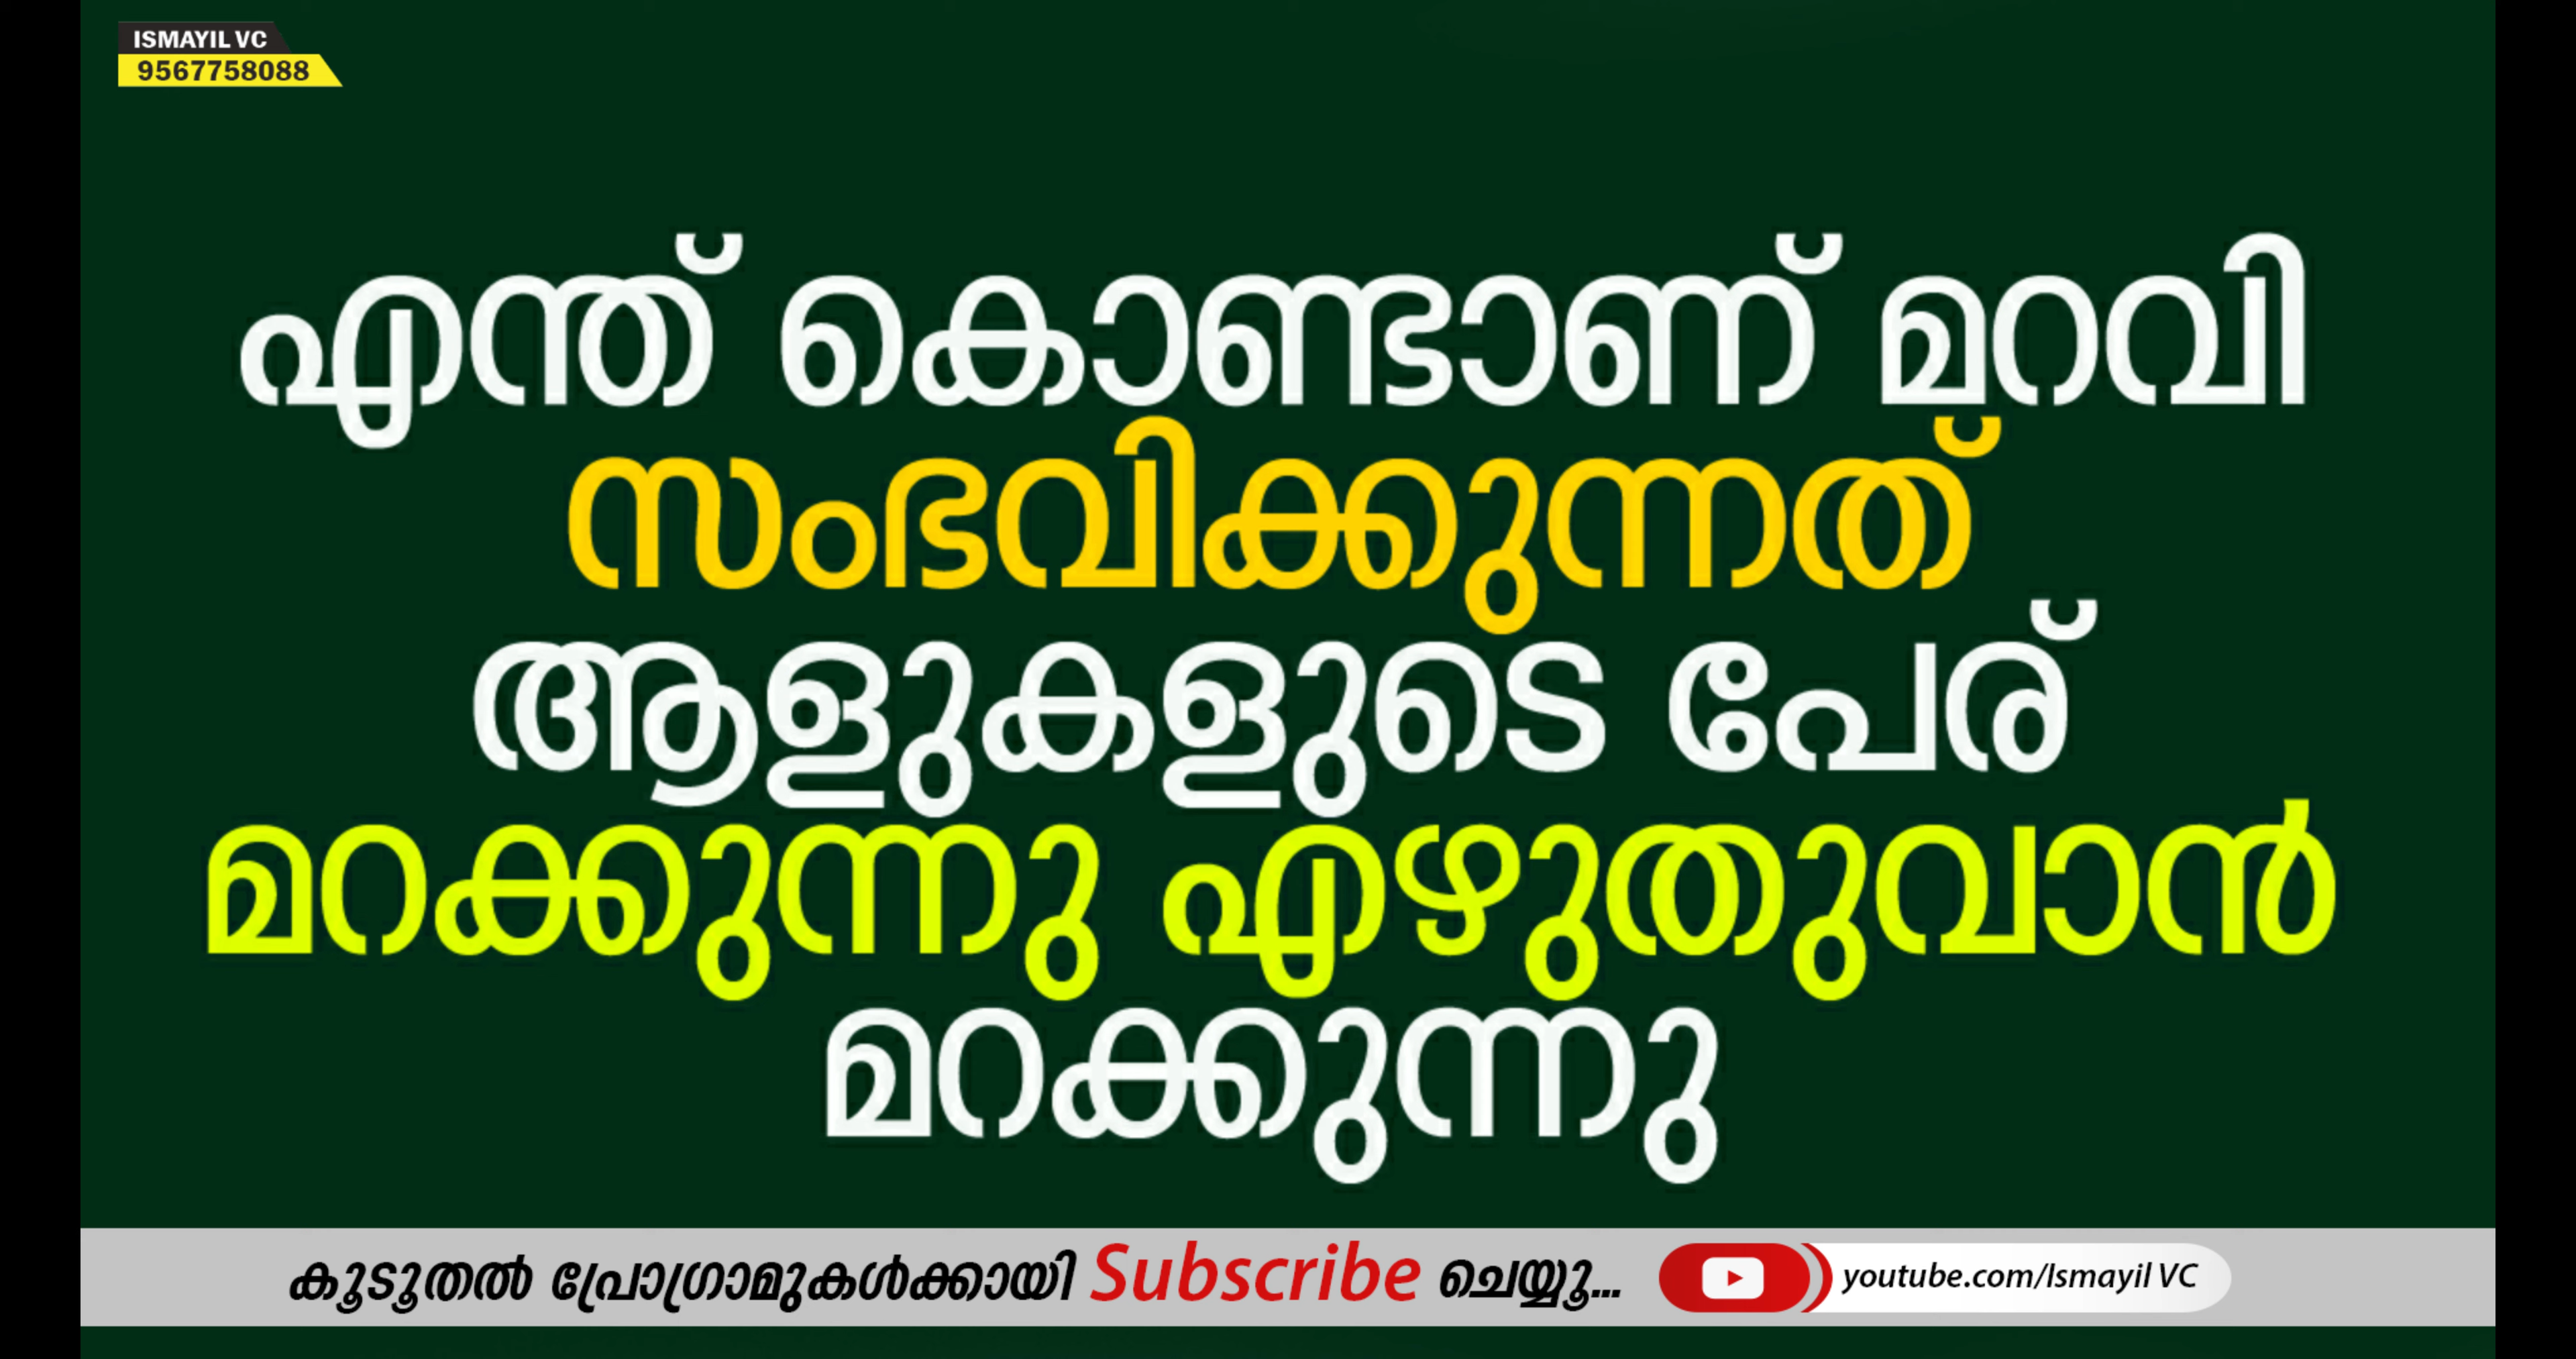 ISMAYIL VC
9567758088
എന്ത് കൊണ്ടാണ് മറവി
സംഭവിക്കുന്നത്
ആളുകളുടെ പേര്
മറക്കുന്നു എഴുതുവാൻ
മറക്കുന്നു
കൂടുതൽ പ്രോഗ്രാമുകൾക്കായി Subscribe ചെയ്യൂ... youtube.com/Ismayil VC